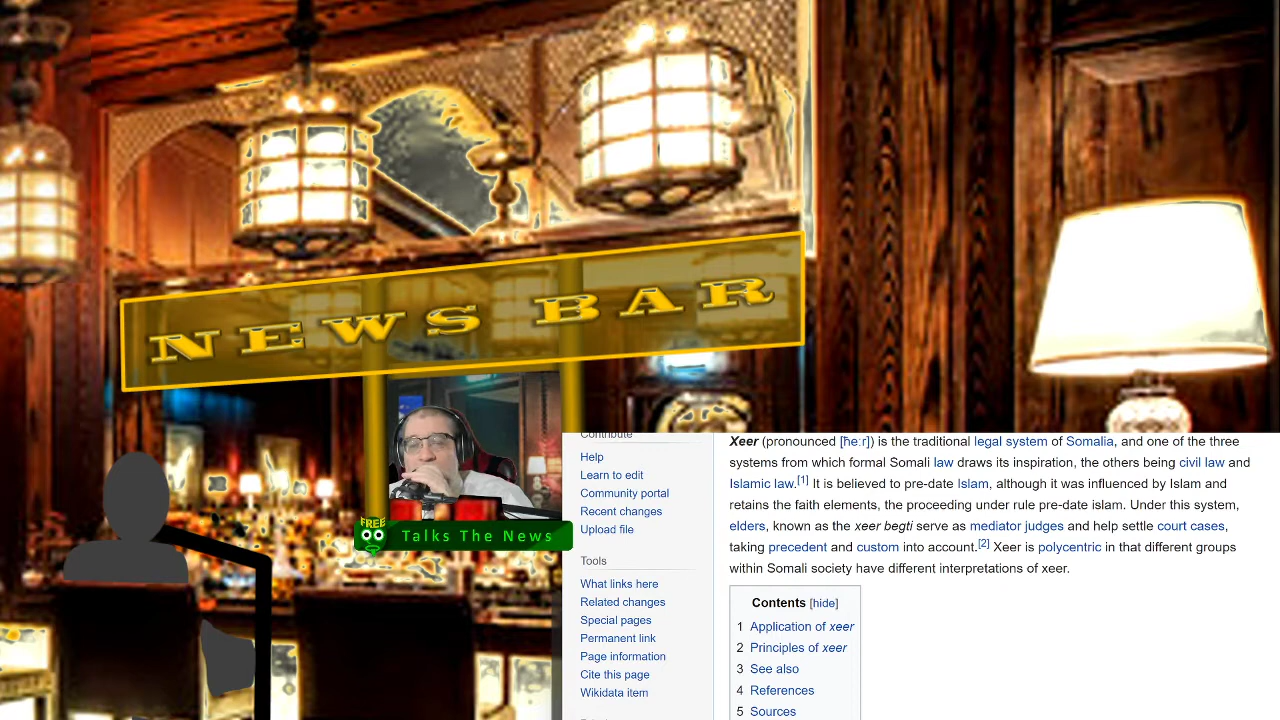 NEWS BAR
FREE
Talks The News
Contribute
Help
Learn to edit
Community portal
Recent changes
Upload file
Tools
What links here
Related changes
Special pages
Permanent link
Page information
Cite this page
Wikidata item
Xeer (pronounced [ħeːr]) is the traditional legal system of Somalia, and one of the three
systems from which formal Somali law draws its inspiration, the others being civil law and
Islamic law.[1] It is believed to pre-date Islam, although it was influenced by Islam and
retains the faith elements, the proceeding under rule pre-date islam. Under this system,
elders, known as the xeer begti serve as mediator judges and help settle court cases,
taking precedent and custom into account.[2] Xeer is polycentric in that different groups
within Somali society have different interpretations of xeer.
Contents [hide]
1 Application of xeer
2 Principles of xeer
3 See also
4 References
5 Sources